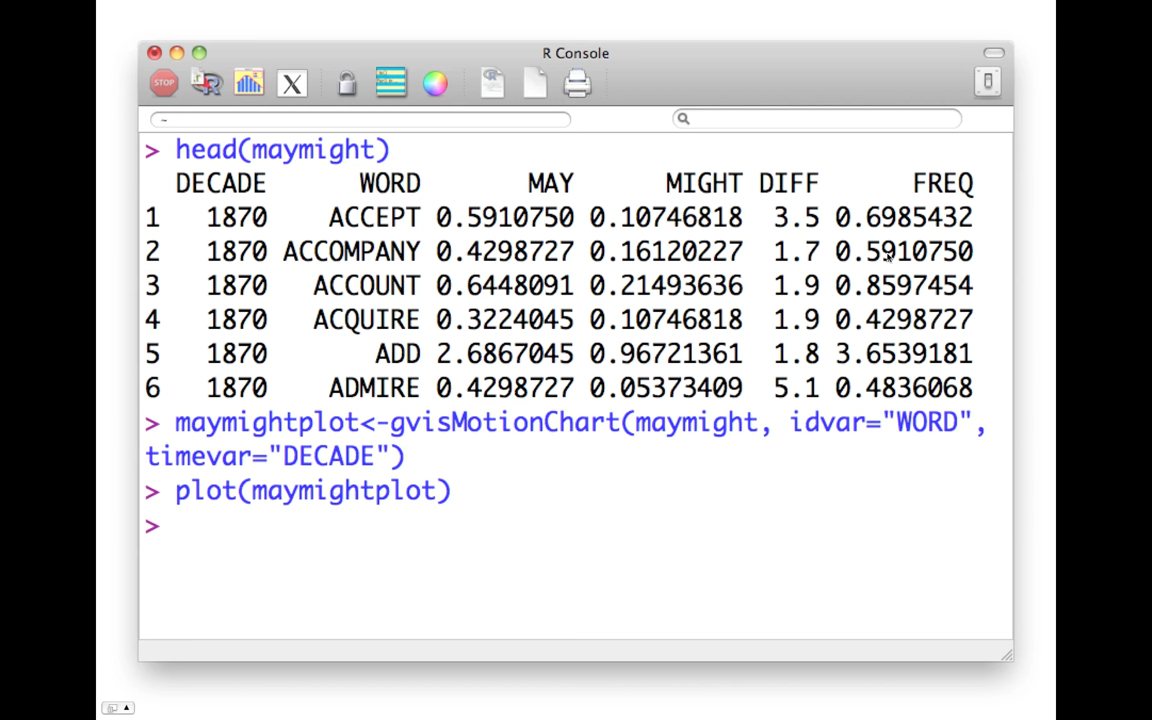 R Console
STOP
~
> head(maymight)
DECADE WORD MAY MIGHT DIFF FREQ
1 1870 ACCEPT 0.5910750 0.10746818 3.5 0.6985432
2 1870 ACCOMPANY 0.4298727 0.16120227 1.7 0.5910750
3 1870 ACCOUNT 0.6448091 0.21493636 1.9 0.8597454
4 1870 ACQUIRE 0.3224045 0.10746818 1.9 0.4298727
5 1870 ADD 2.6867045 0.96721361 1.8 3.6539181
6 1870 ADMIRE 0.4298727 0.05373409 5.1 0.4836068
> maymightplot<-gvisMotionChart(maymight, idvar="WORD",
timevar="DECADE")
> plot(maymightplot)
>